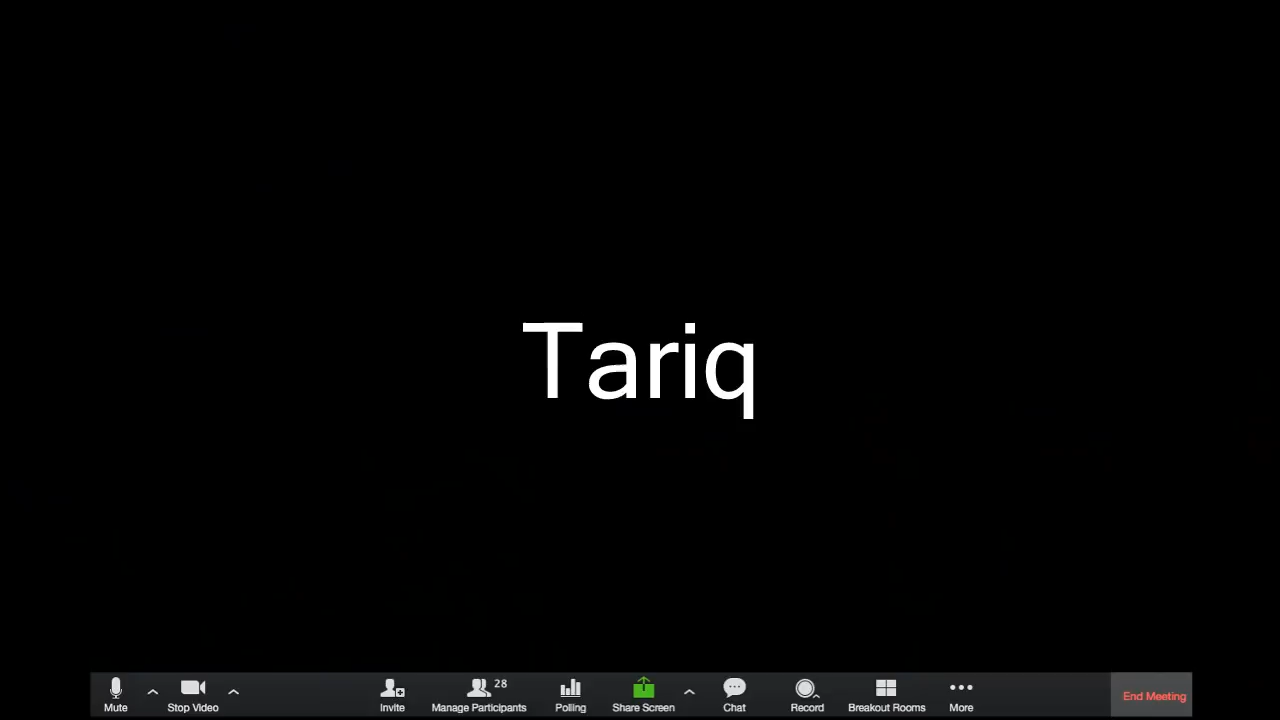 Tariq
28
Mute
Stop Video
Invite
Manage Participants
Polling
Share Screen
Chat
Record
Breakout Rooms
More
End Meeting